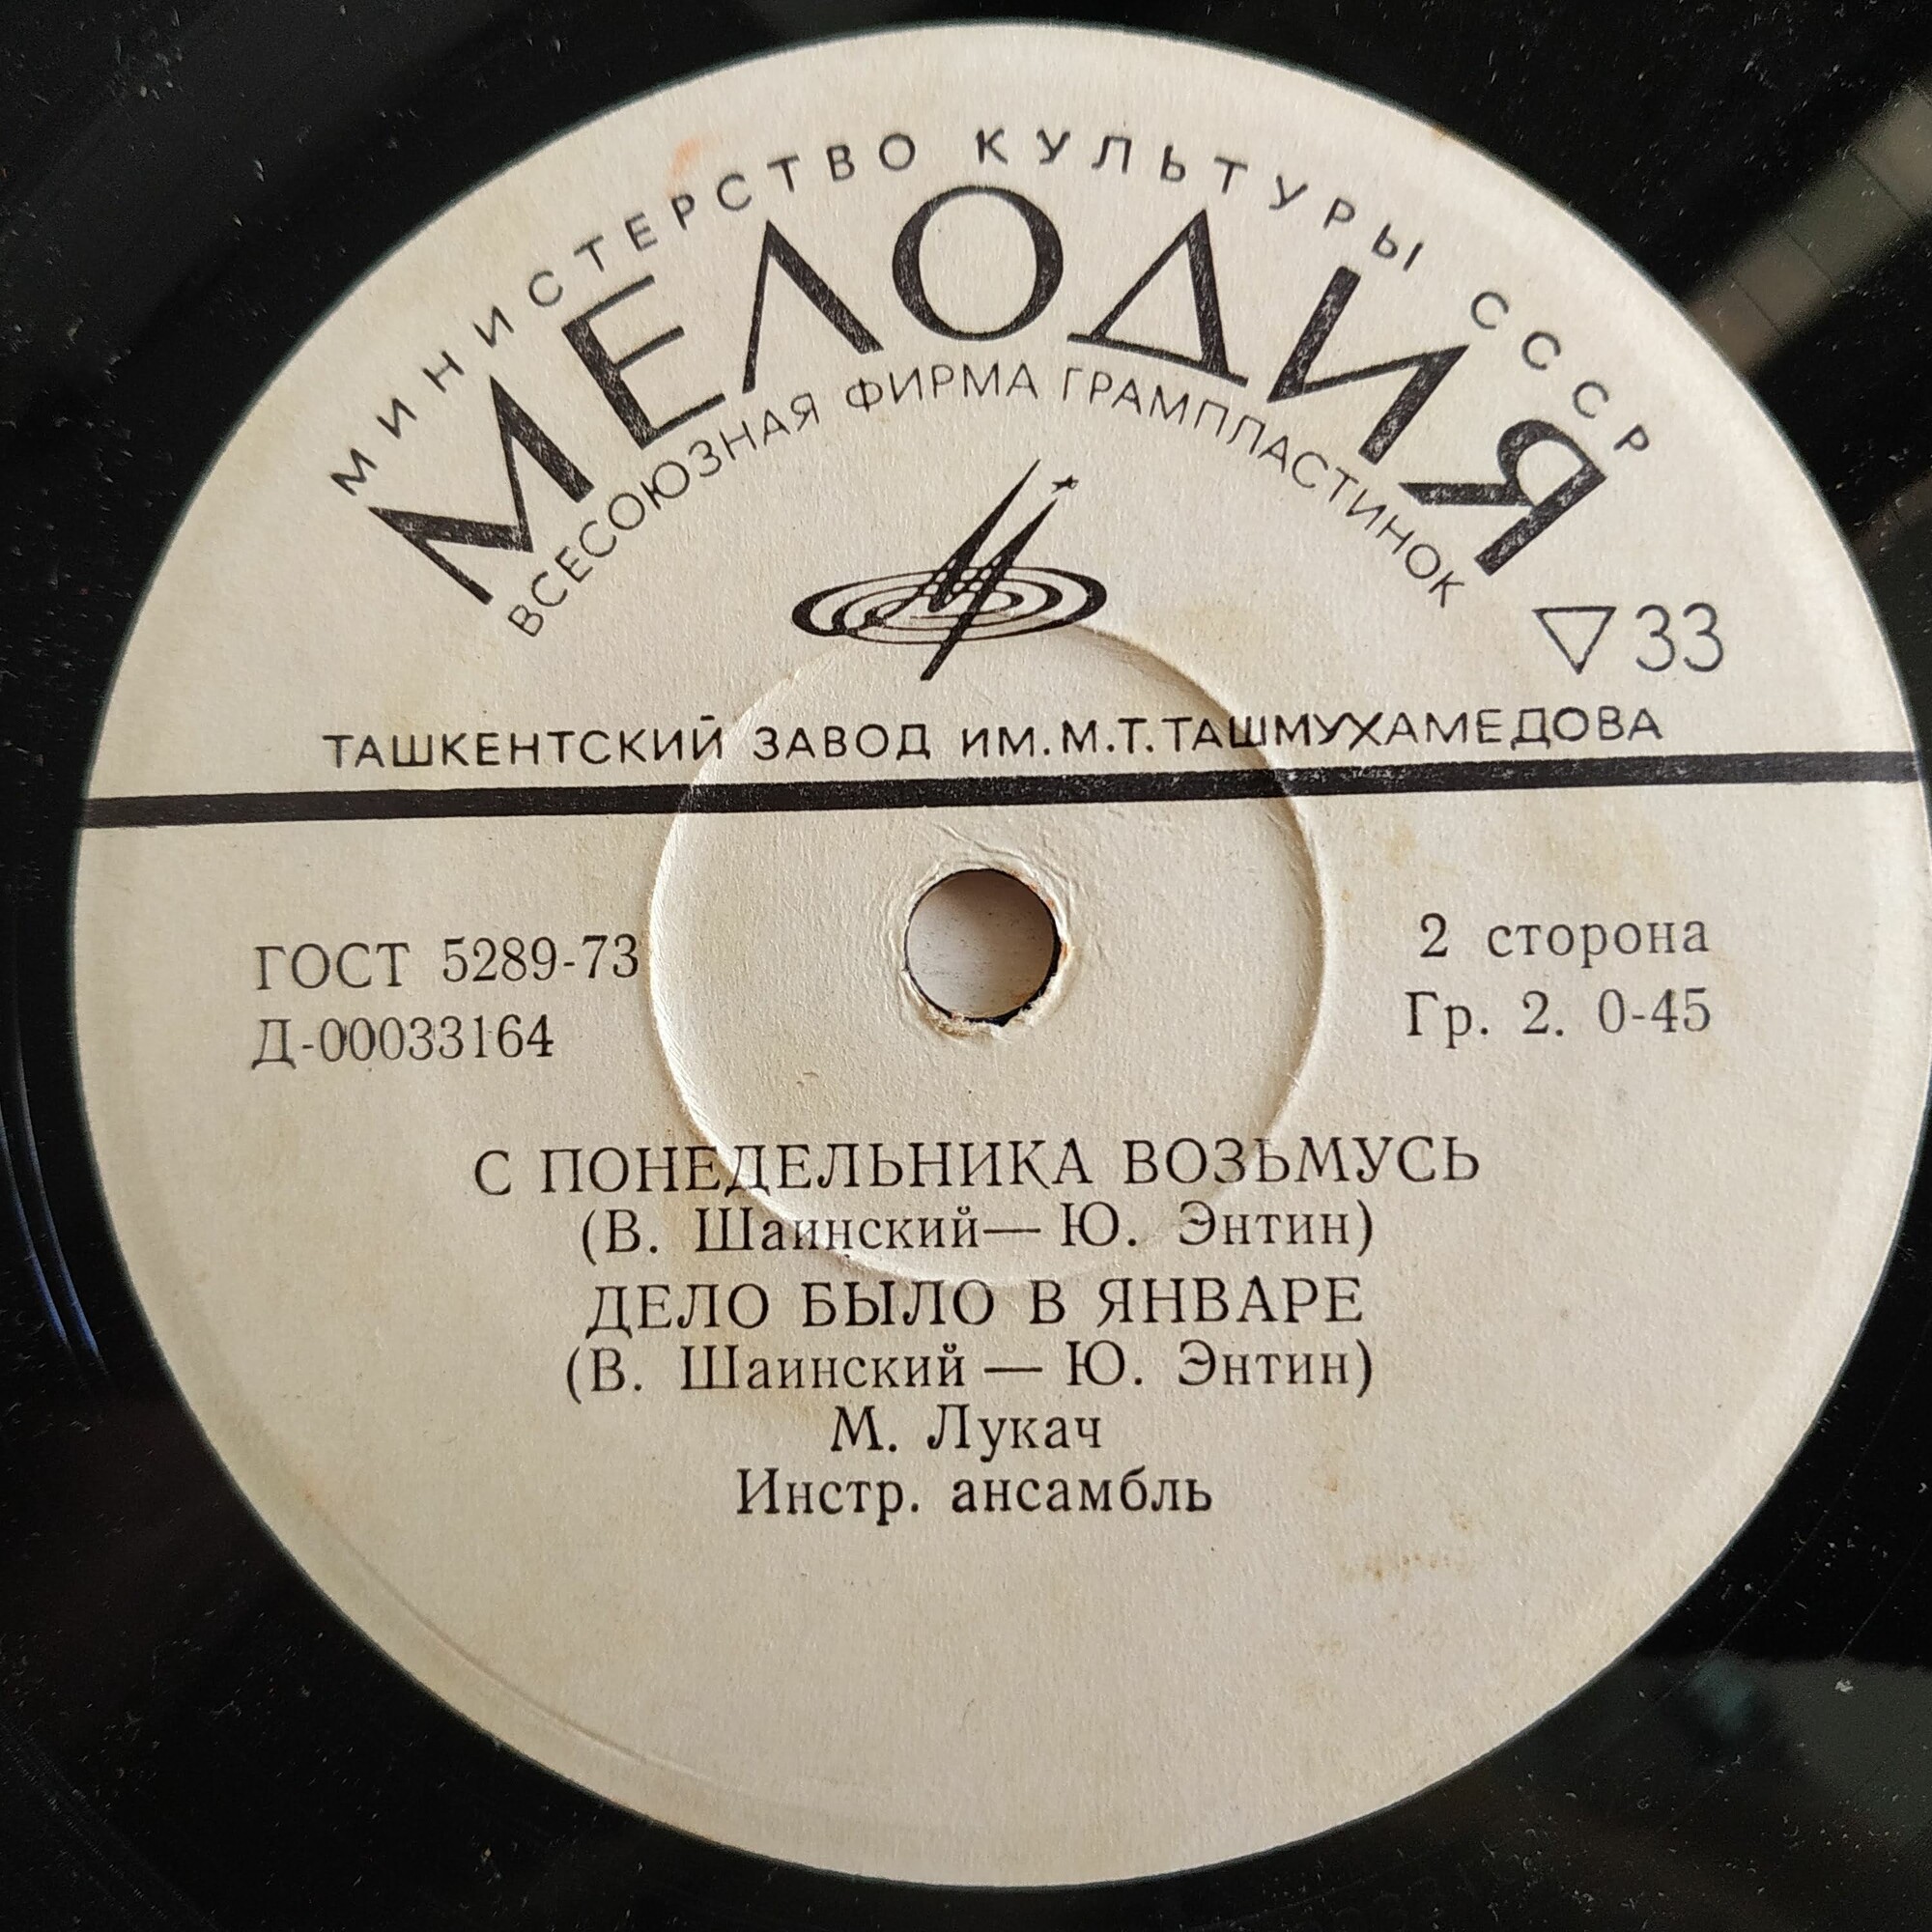 МИНИСТЕРСТВО КУЛЬТУРЫ СССР
МЕЛОДИЯ
ВСЕСОЮЗНАЯ ФИРМА ГРАМПЛАСТИНОК
33
ТАШКЕНТСКИЙ ЗАВОД ИМ.М.Т.ТАШМУХАМЕДОВА
ГОСТ 5289-73
Д-00033164
2 сторона
Гр. 2. 0-45
С ПОНЕДЕЛЬНИКА ВОЗЬМУСЬ
(В. Шаинский — Ю. Энтин)
ДЕЛО БЫЛО В ЯНВАРЕ
(В. Шаинский — Ю. Энтин)
М. Лукач
Инстр. ансамбль